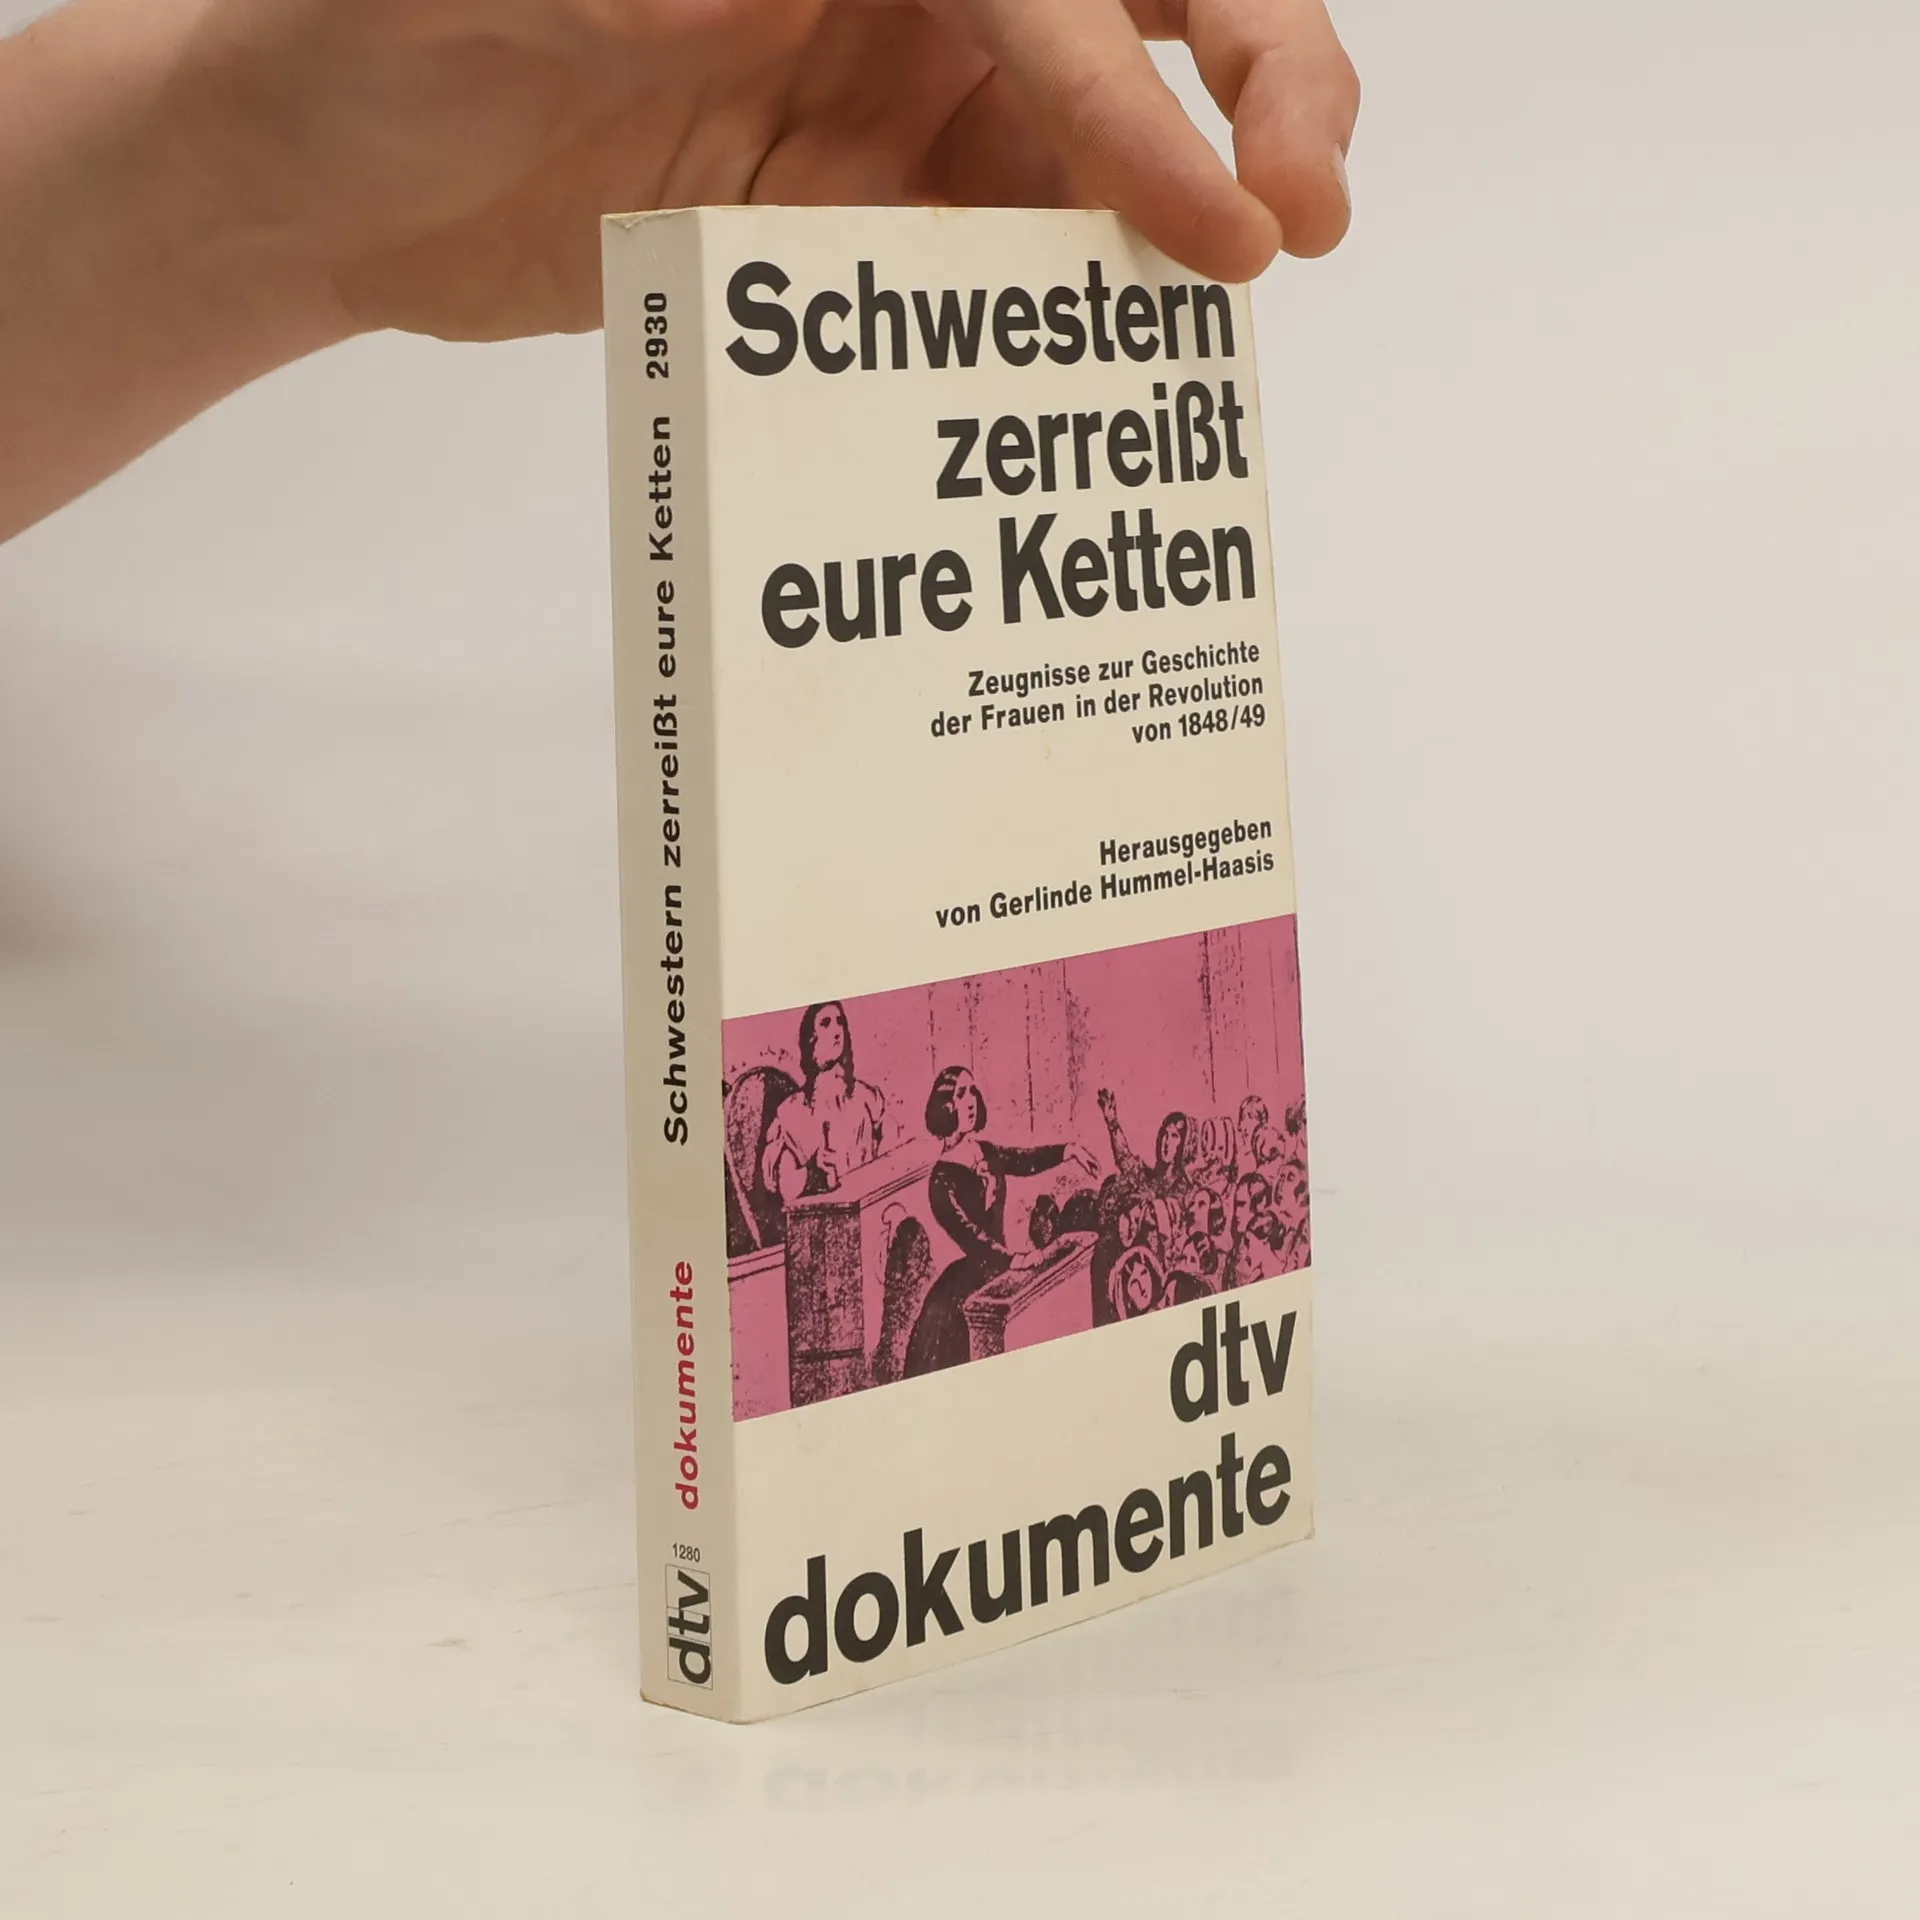 Schwestern
zerreißt
eure Ketten
Zeugnisse zur Geschichte
der Frauen in der Revolution
von 1848/49
Herausgegeben
von Gerlinde Hummel-Haasis
dtv
dokumente
dtv
1280
dokumente
Schwestern zerreißt eure Ketten 2930